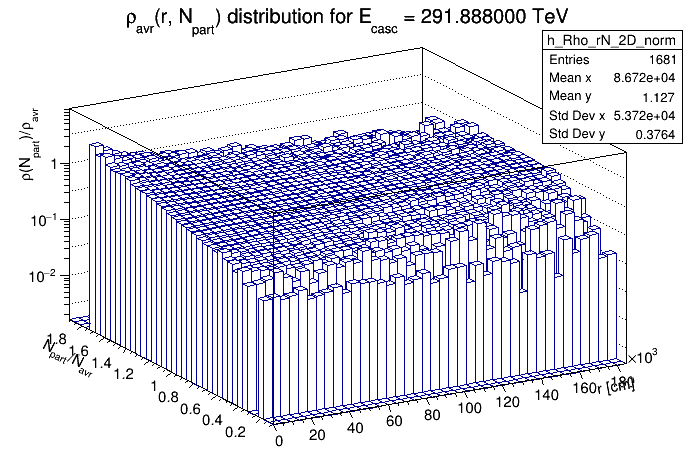 ρavr(r, Npart) distribution for Ecasc = 291.888000 TeV
h_Rho_rN_2D_norm
Entries 1681
Mean x 8.672e+04
Mean y 1.127
Std Dev x 5.372e+04
Std Dev y 0.3764
ρ(Npart)/ρavr
1
10−1
10−2
1.8
1.6
1.4
1.2
1
0.8
0.6
0.4
0.2
Npart/Navr
0
20
40
60
80
100
120
140
160
180
r [cm]
×103